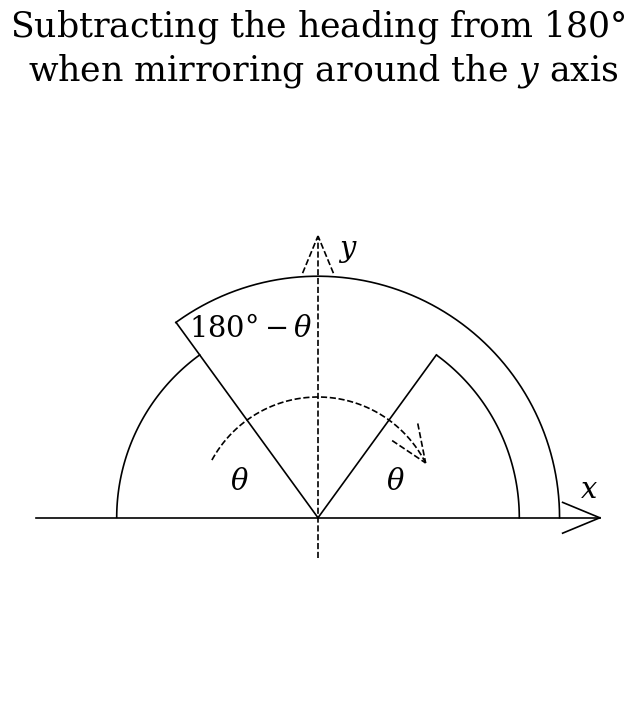 Subtracting the heading from 180°
when mirroring around the y axis
y
180° − θ
θ
θ
x